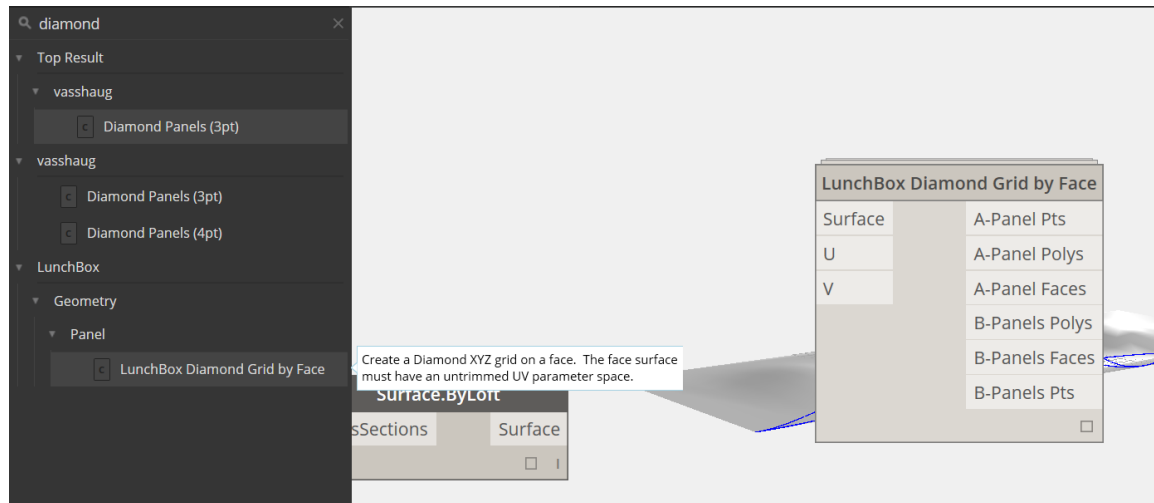 diamond
Top Result
vasshaug
c Diamond Panels (3pt)
vasshaug
c Diamond Panels (3pt)
c Diamond Panels (4pt)
LunchBox
Geometry
Panel
c LunchBox Diamond Grid by Face
Create a Diamond XYZ grid on a face. The face surface
must have an untrimmed UV parameter space.
Surface.ByLoft
sSections Surface
LunchBox Diamond Grid by Face
Surface A-Panel Pts
U A-Panel Polys
V A-Panel Faces
B-Panels Polys
B-Panels Faces
B-Panels Pts